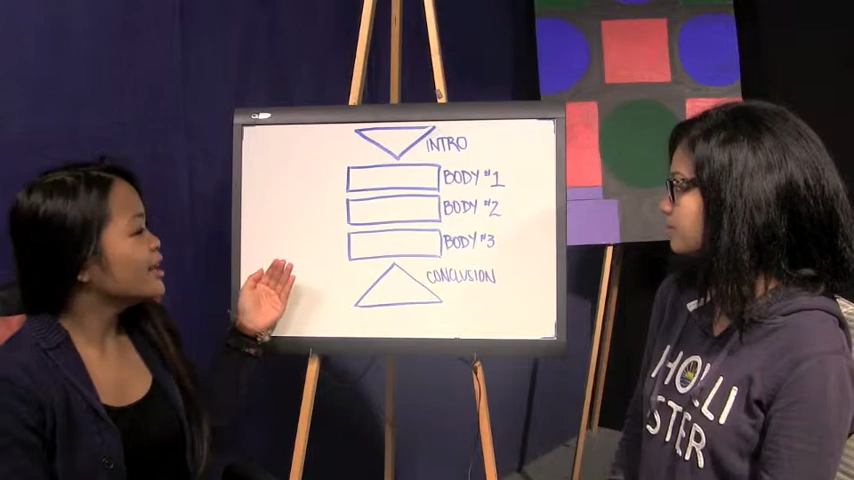 INTRO
BODY #1
BODY #2
BODY #3
CONCLUSION
HOLLI
STER